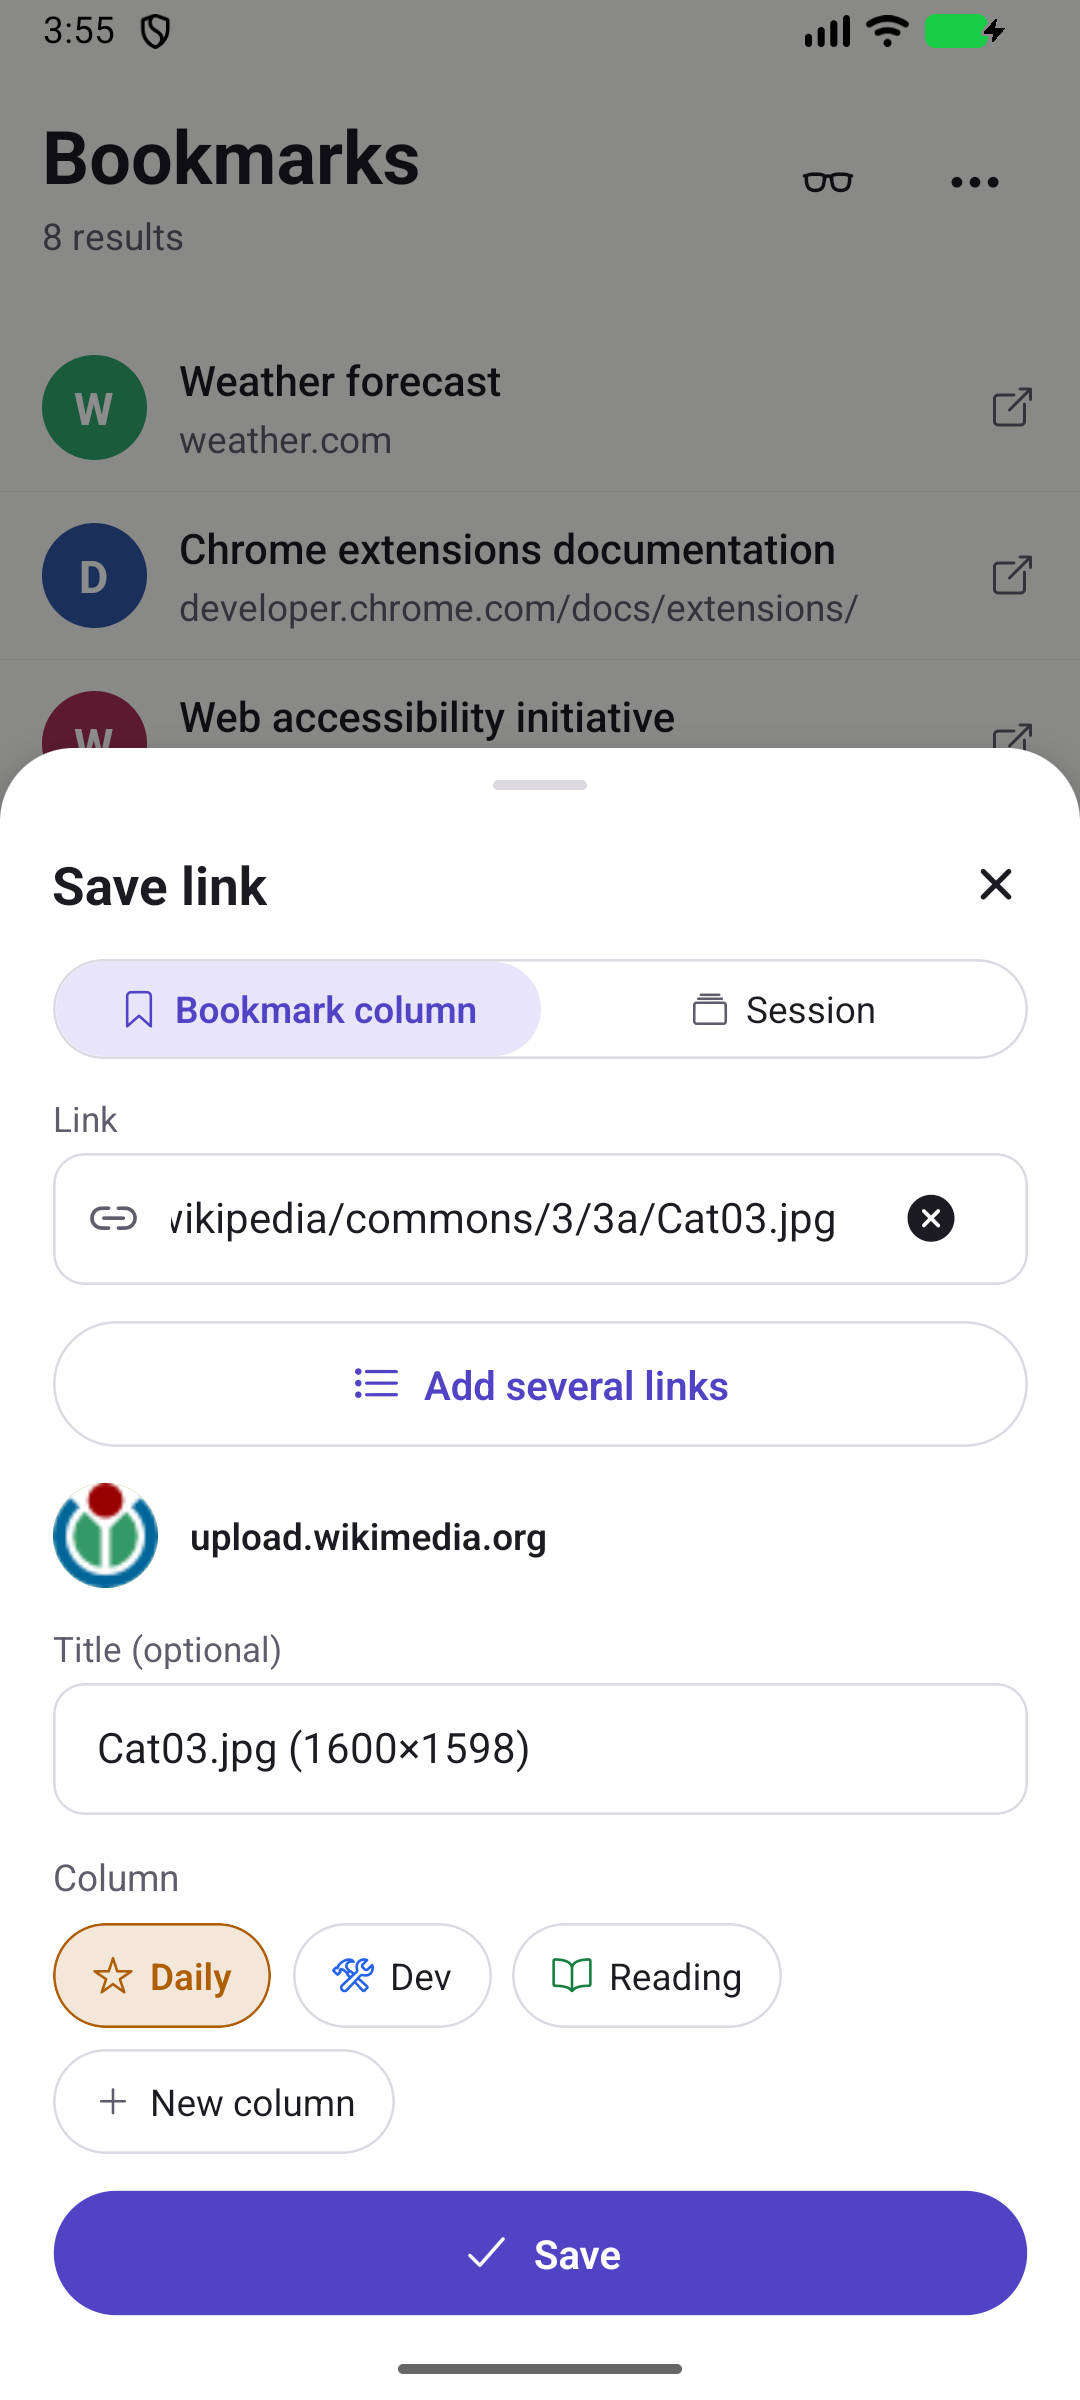 3:55
Bookmarks
8 results
W
Weather forecast
weather.com
D
Chrome extensions documentation
developer.chrome.com/docs/extensions/
W
Web accessibility initiative
Save link
Bookmark column
Session
Link
wikipedia/commons/3/3a/Cat03.jpg
Add several links
upload.wikimedia.org
Title (optional)
Cat03.jpg (1600×1598)
Column
Daily
Dev
Reading
New column
Save